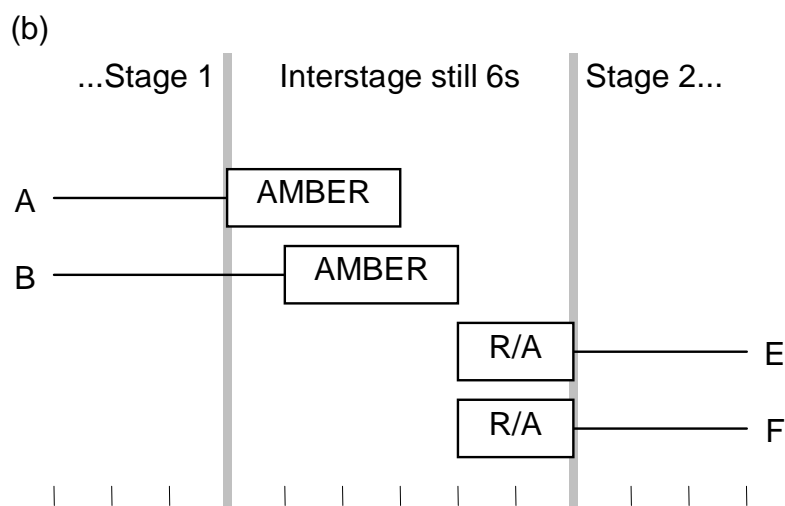 (b)
...Stage 1 Interstage still 6s Stage 2...
A AMBER
B AMBER
R/A E
R/A F